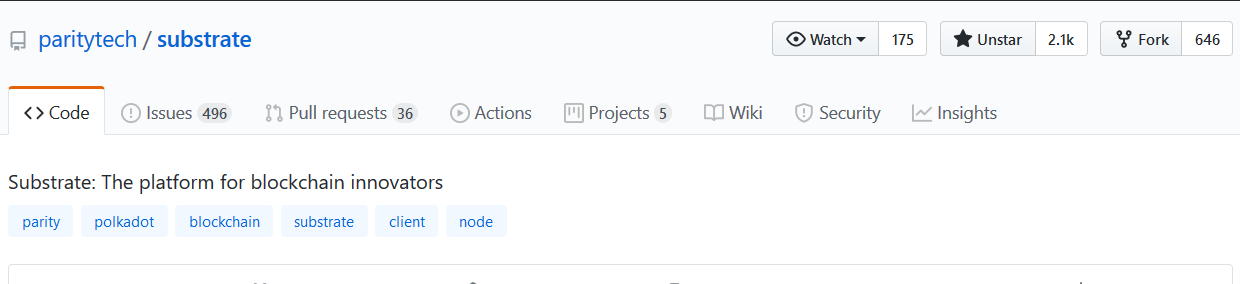 paritytech / substrate Watch 175 Unstar 2.1k Fork 646
Code Issues 496 Pull requests 36 Actions Projects 5 Wiki Security Insights
Substrate: The platform for blockchain innovators
parity polkadot blockchain substrate client node